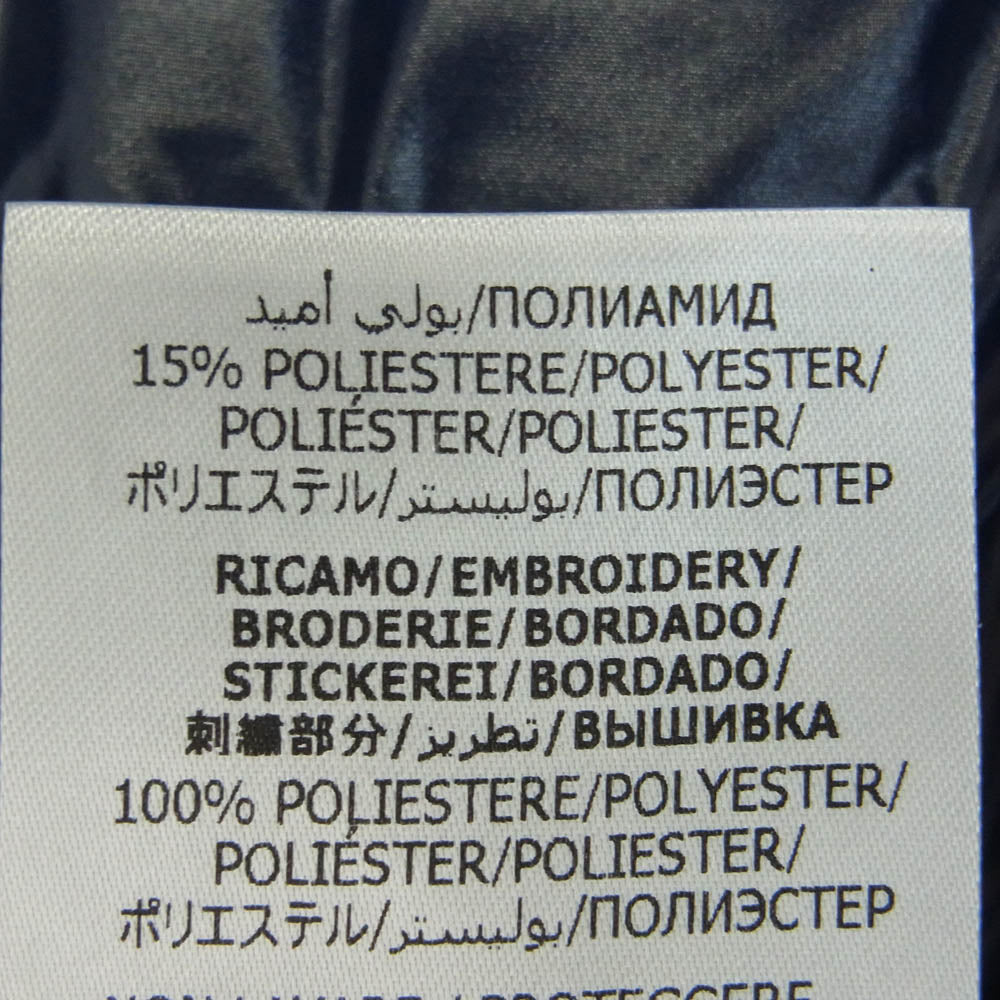 بولي أميد/ПОЛИАМИД
15% POLIESTERE/POLYESTER/
POLIÉSTER/POLIESTER/
ポリエステル/بوليستر/ПОЛИЭСТЕР
RICAMO/EMBROIDERY/
BRODERIE/BORDADO/
STICKEREI/BORDADO/
刺繍部分/تطريز/ВЫШИВКА
100% POLIESTERE/POLYESTER/
POLIÉSTER/POLIESTER/
ポリエステル/بوليستر/ПОЛИЭСТЕР